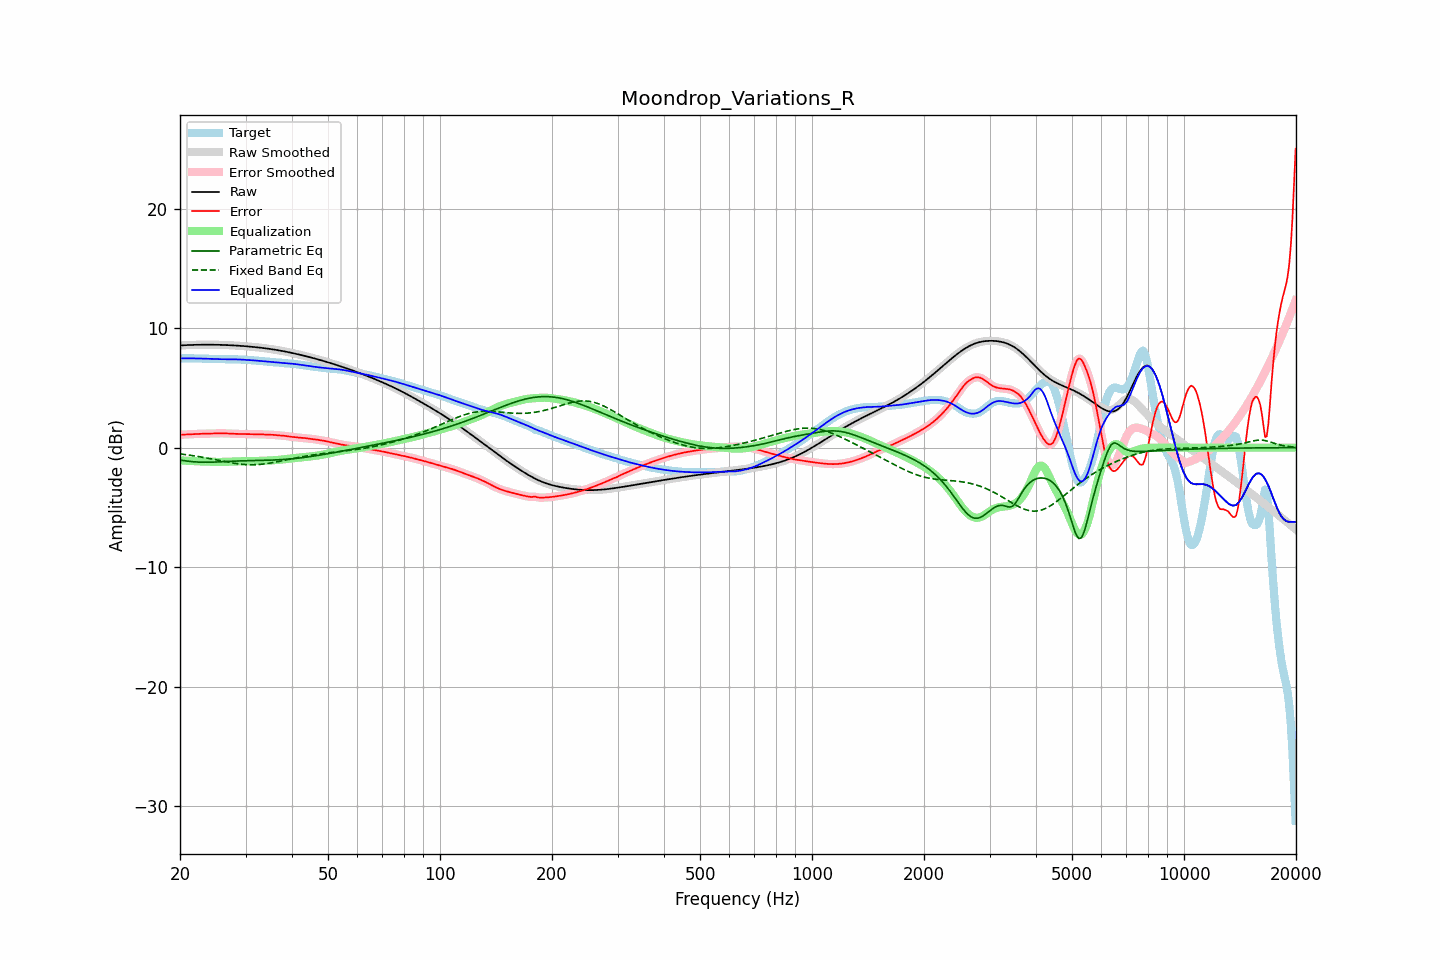 Moondrop_Variations_R
Target
Raw Smoothed
Error Smoothed
Raw
Error
Equalization
Parametric Eq
Fixed Band Eq
Equalized
Amplitude (dBr)
20
10
0
−10
−20
−30
20 50 100 200 500 1000 2000 5000 10000 20000
Frequency (Hz)